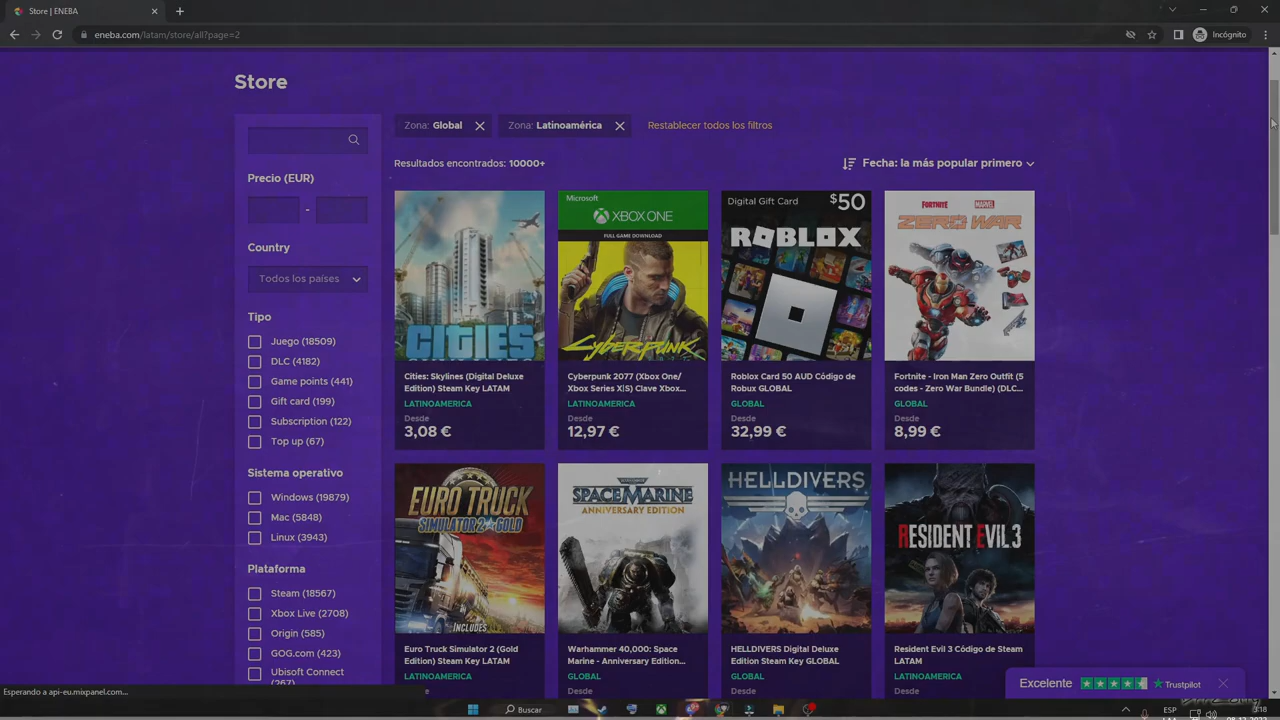 Store | ENEBA
eneba.com/latam/store/all?page=2
Incógnito
Store
Zona: Global
Zona: Latinoamérica
Restablecer todos los filtros
Resultados encontrados: 10000+
Fecha: la más popular primero
Precio (EUR)
-
Country
Todos los países
Tipo
Juego (18509)
DLC (4182)
Game points (441)
Gift card (199)
Subscription (122)
Top up (67)
Sistema operativo
Windows (19879)
Mac (5848)
Linux (3943)
Plataforma
Steam (18567)
Xbox Live (2708)
Origin (585)
GOG.com (423)
Ubisoft Connect
(267)
CITIES
Cities: Skylines (Digital Deluxe
Edition) Steam Key LATAM
LATINOAMERICA
Desde
3,08 €
Microsoft
XBOX ONE
FULL GAME DOWNLOAD
CYBERPUNK
Cyberpunk 2077 (Xbox One/
Xbox Series X|S) Clave Xbox...
LATINOAMERICA
Desde
12,97 €
Digital Gift Card
$50
ROBLOX
Roblox Card 50 AUD Código de
Robux GLOBAL
GLOBAL
Desde
32,99 €
FORTNITE
MARVEL
ZERO WAR
Fortnite - Iron Man Zero Outfit (5
codes - Zero War Bundle) (DLC...
GLOBAL
Desde
8,99 €
EURO TRUCK
SIMULATOR 2 GOLD
INCLUDES
Euro Truck Simulator 2 (Gold
Edition) Steam Key LATAM
LATINOAMERICA
WARHAMMER
SPACE MARINE
ANNIVERSARY EDITION
Warhammer 40,000: Space
Marine - Anniversary Edition...
GLOBAL
Desde
HELLDIVERS
HELLDIVERS Digital Deluxe
Edition Steam Key GLOBAL
GLOBAL
Desde
RESIDENT EVIL 3
Resident Evil 3 Código de Steam
LATAM
LATINOAMERICA
Desde
Excelente
Trustpilot
Esperando a api-eu.mixpanel.com...
Buscar
ESP